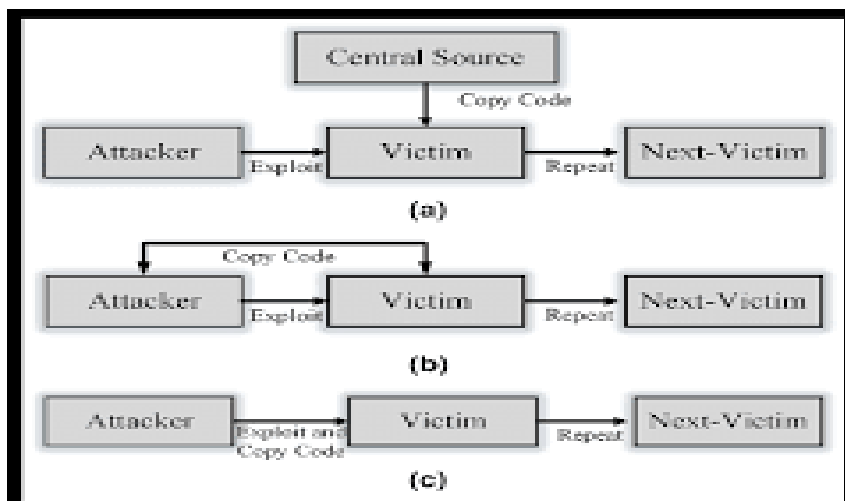 Central Source
Copy Code
Attacker
Exploit
Victim
Repeat
Next-Victim
(a)
Copy Code
Attacker
Exploit
Victim
Repeat
Next-Victim
(b)
Attacker
Exploit and
Copy Code
Victim
Repeat
Next-Victim
(c)